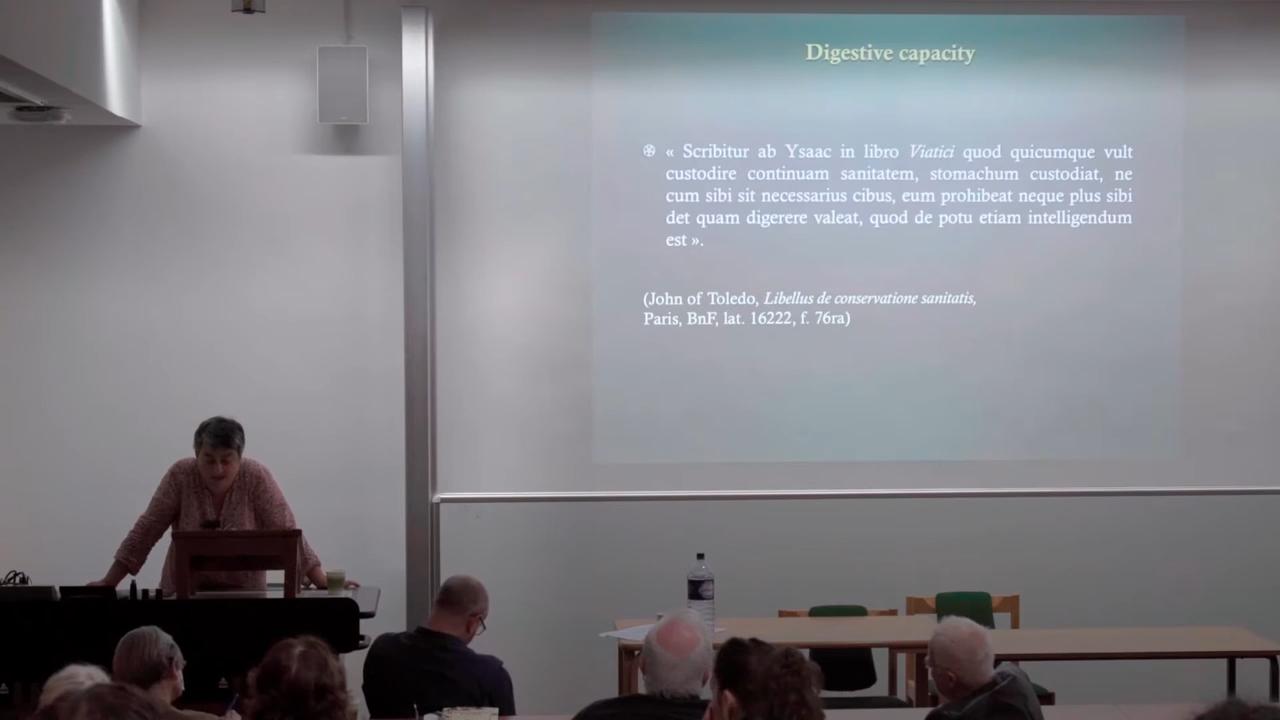 Digestive capacity
« Scribitur ab Ysaac in libro Viatici quod quicumque vult
custodire continuam sanitatem, stomachum custodiat, ne
cum sibi sit necessarius cibus, eum prohibeat neque plus sibi
det quam digerere valeat, quod de potu etiam intelligendum
est ».
(John of Toledo, Libellus de conservatione sanitatis,
Paris, BnF, lat. 16222, f. 76ra)